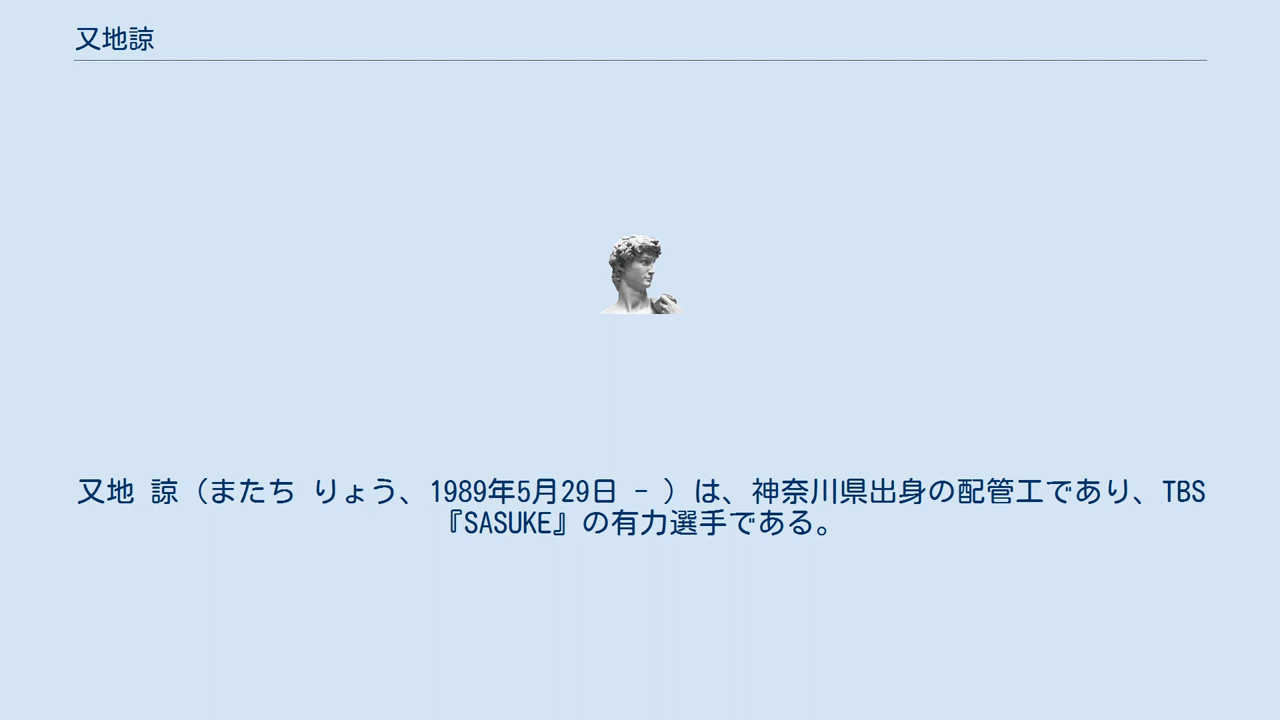 又地諒
又地 諒（またち りょう、1989年5月29日 - ）は、神奈川県出身の配管工であり、TBS
『SASUKE』の有力選手である。